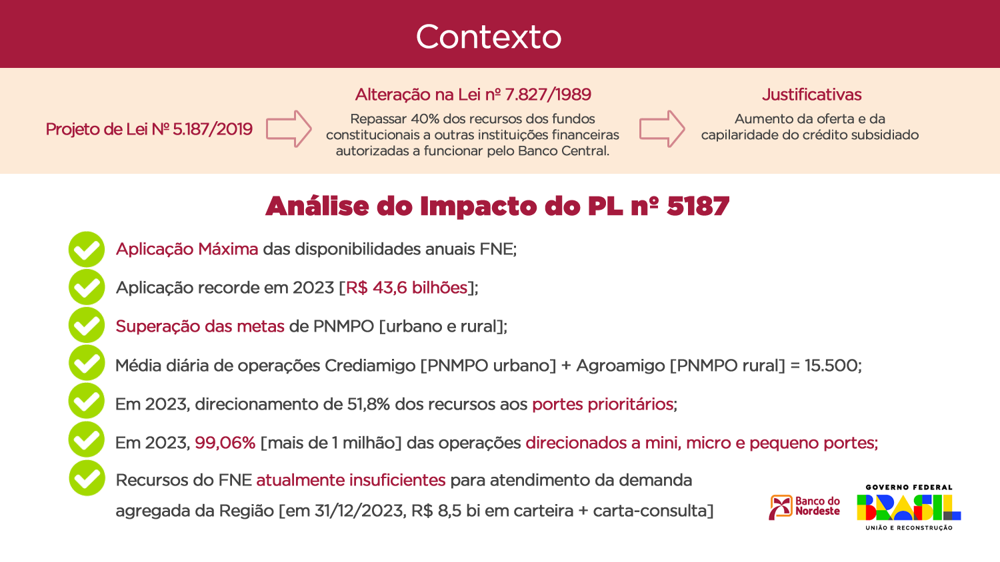 Contexto
Projeto de Lei Nº 5.187/2019
Alteração na Lei nº 7.827/1989
Repassar 40% dos recursos dos fundos
constitucionais a outras instituições financeiras
autorizadas a funcionar pelo Banco Central.
Justificativas
Aumento da oferta e da
capilaridade do crédito subsidiado
Análise do Impacto do PL nº 5187
Aplicação Máxima das disponibilidades anuais FNE;
Aplicação recorde em 2023 [R$ 43,6 bilhões];
Superação das metas de PNMPO [urbano e rural];
Média diária de operações Crediamigo [PNMPO urbano] + Agroamigo [PNMPO rural] = 15.500;
Em 2023, direcionamento de 51,8% dos recursos aos portes prioritários;
Em 2023, 99,06% [mais de 1 milhão] das operações direcionados a mini, micro e pequeno portes;
Recursos do FNE atualmente insuficientes para atendimento da demanda
agregada da Região [em 31/12/2023, R$ 8,5 bi em carteira + carta-consulta]
Banco do
Nordeste
GOVERNO FEDERAL
BRASIL
UNIÃO E RECONSTRUÇÃO